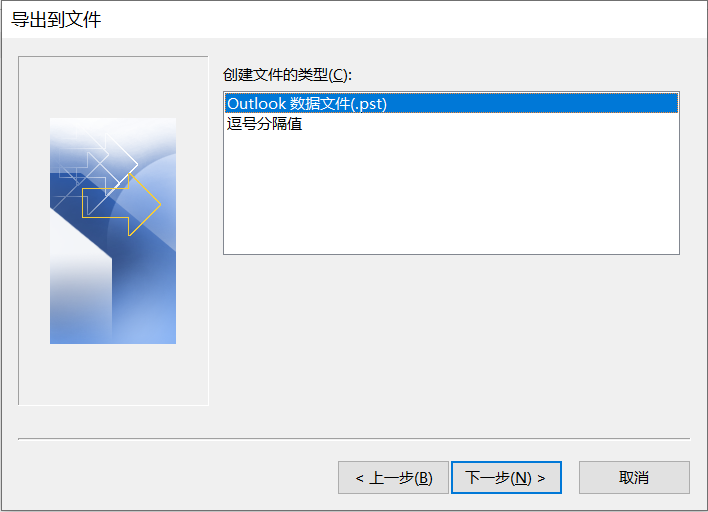 导出到文件
创建文件的类型(C):
Outlook 数据文件(.pst)
逗号分隔值
< 上一步(B)
下一步(N) >
取消